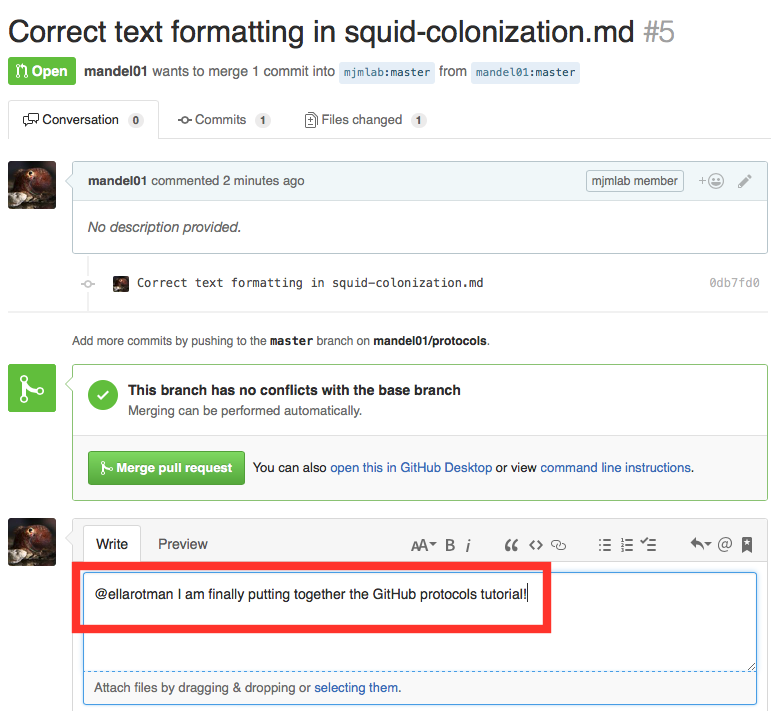 Correct text formatting in squid-colonization.md #5
Open mandel01 wants to merge 1 commit into mjmlab:master from mandel01:master
Conversation 0 Commits 1 Files changed 1
mandel01 commented 2 minutes ago mjmlab member +
No description provided.
Correct text formatting in squid-colonization.md 0db7fd0
Add more commits by pushing to the master branch on mandel01/protocols.
This branch has no conflicts with the base branch
Merging can be performed automatically.
Merge pull request You can also open this in GitHub Desktop or view command line instructions.
Write Preview AA B i
@ellarotman I am finally putting together the GitHub protocols tutorial!
Attach files by dragging & dropping or selecting them.